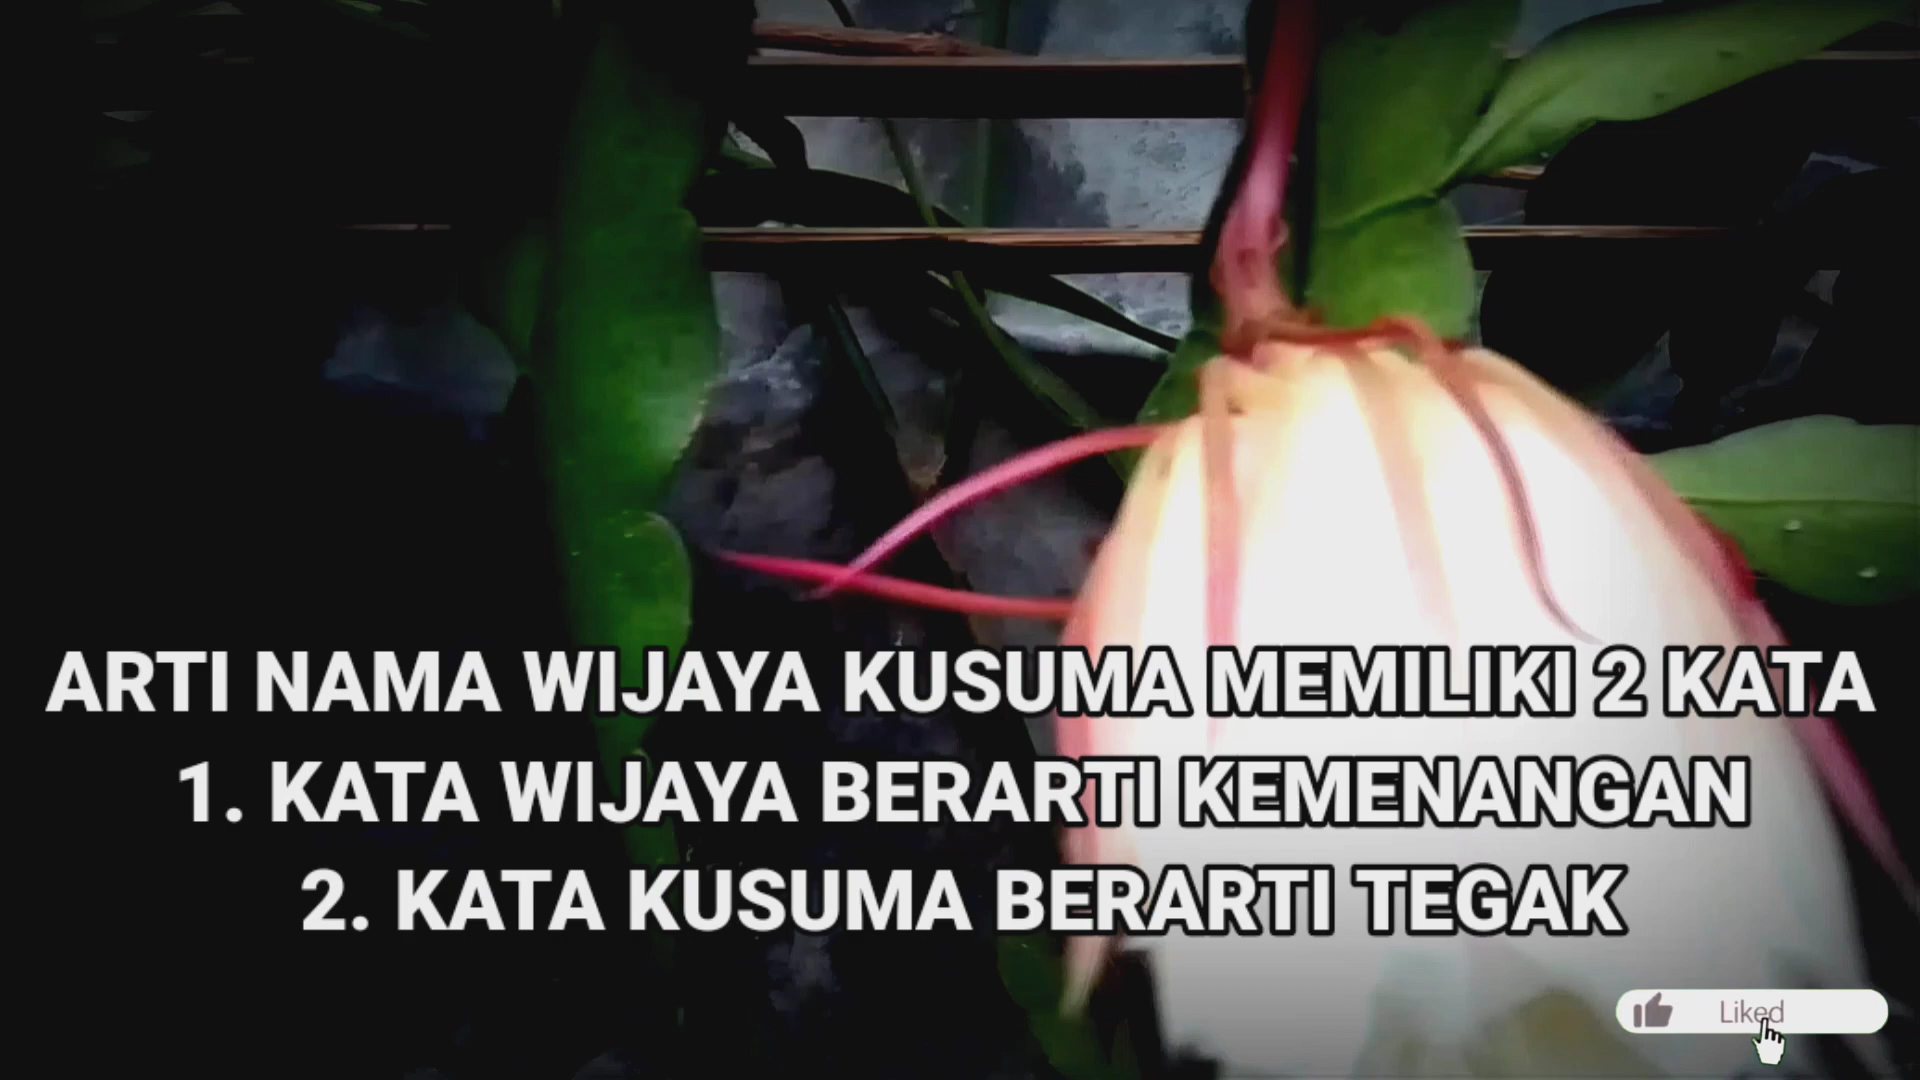 ARTI NAMA WIJAYA KUSUMA MEMILIKI 2 KATA
1. KATA WIJAYA BERARTI KEMENANGAN
2. KATA KUSUMA BERARTI TEGAK
Liked